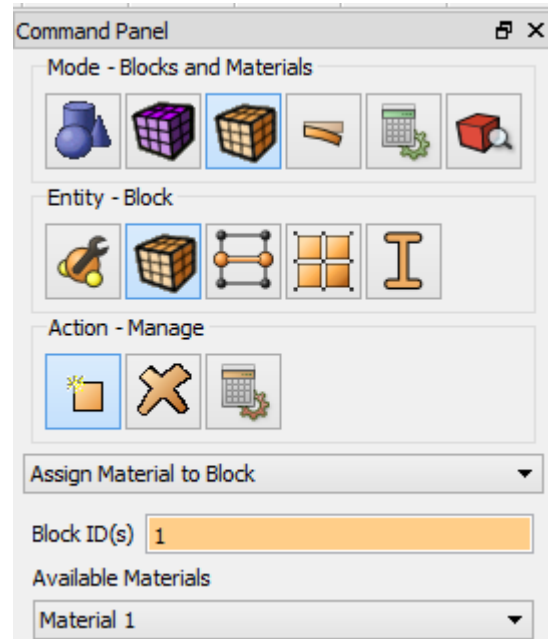 Command Panel
Mode - Blocks and Materials
Entity - Block
Action - Manage
Assign Material to Block
Block ID(s) 1
Available Materials
Material 1